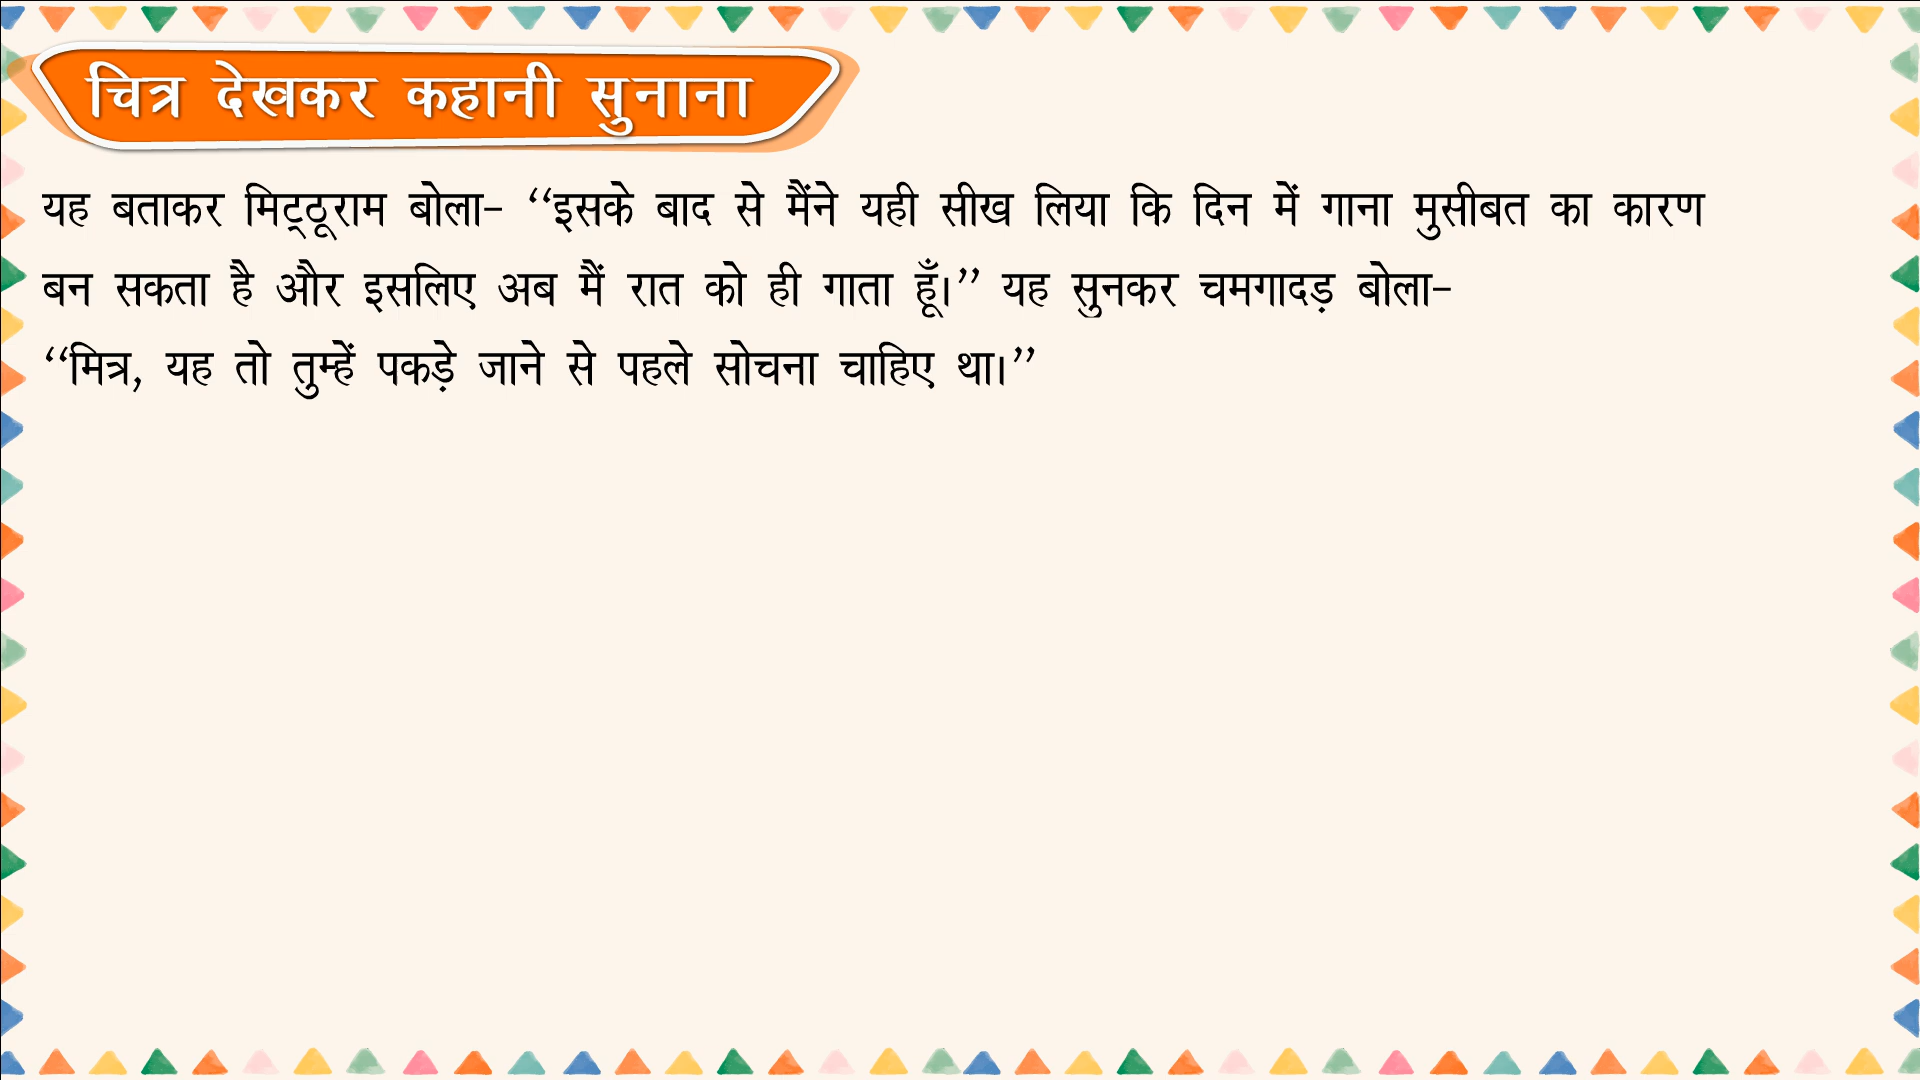 चित्र देखकर कहानी सुनाना
यह बताकर मिट्ठूराम बोला- ‘‘इसके बाद से मैंने यही सीख लिया कि दिन में गाना मुसीबत का कारण
बन सकता है और इसलिए अब मैं रात को ही गाता हूँ।’’ यह सुनकर चमगादड़ बोला-
‘‘मित्र, यह तो तुम्हें पकड़े जाने से पहले सोचना चाहिए था।’’